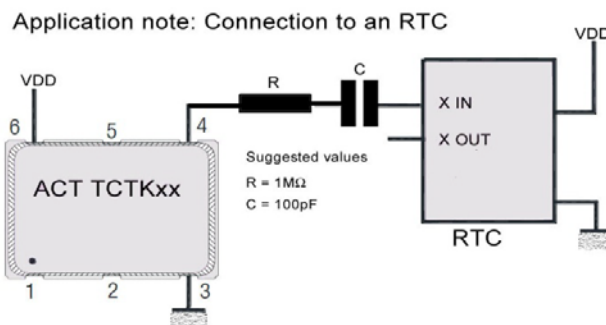 Application note: Connection to an RTC
VDD
VDD
R
C
6
5
4
X IN
X OUT
ACT TCTKxx
Suggested values
R = 1MΩ
C = 100pF
RTC
1
2
3